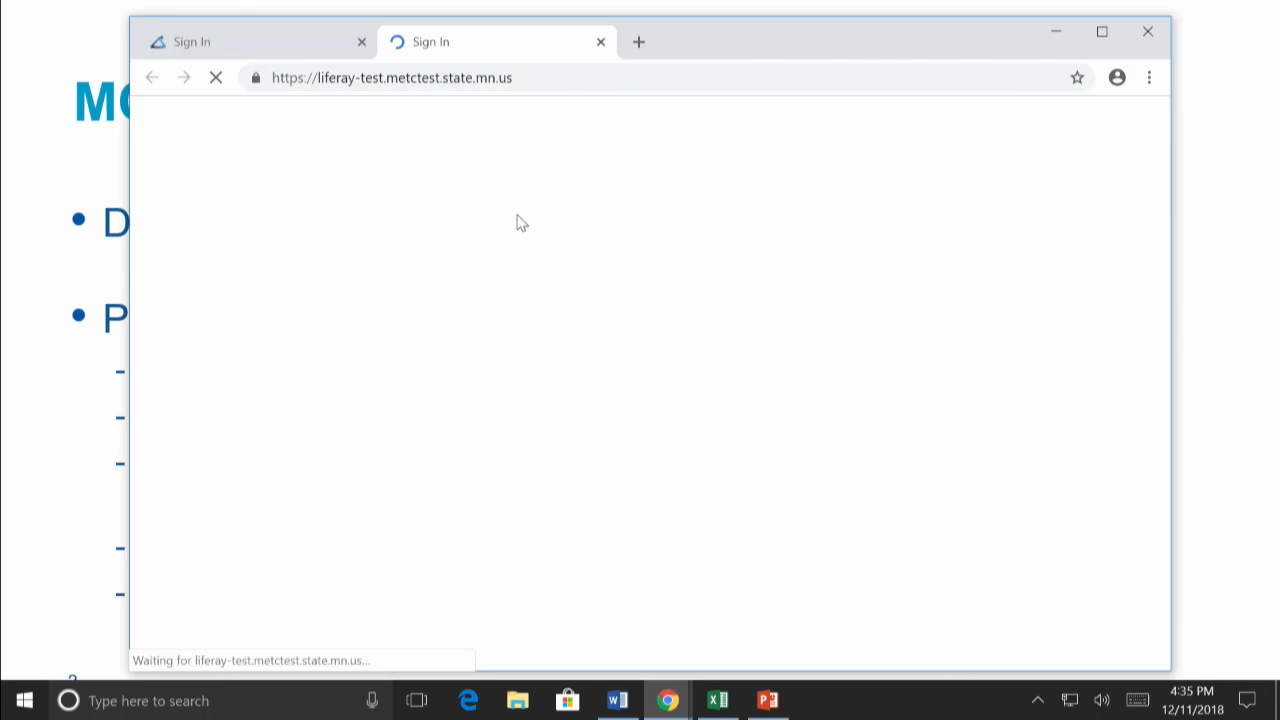 Sign In
Sign In
https://liferay-test.metctest.state.mn.us
M
• D
• P
-
-
-
-
-
Waiting for liferay-test.metctest.state.mn.us...
Type here to search
4:35 PM
12/11/2018